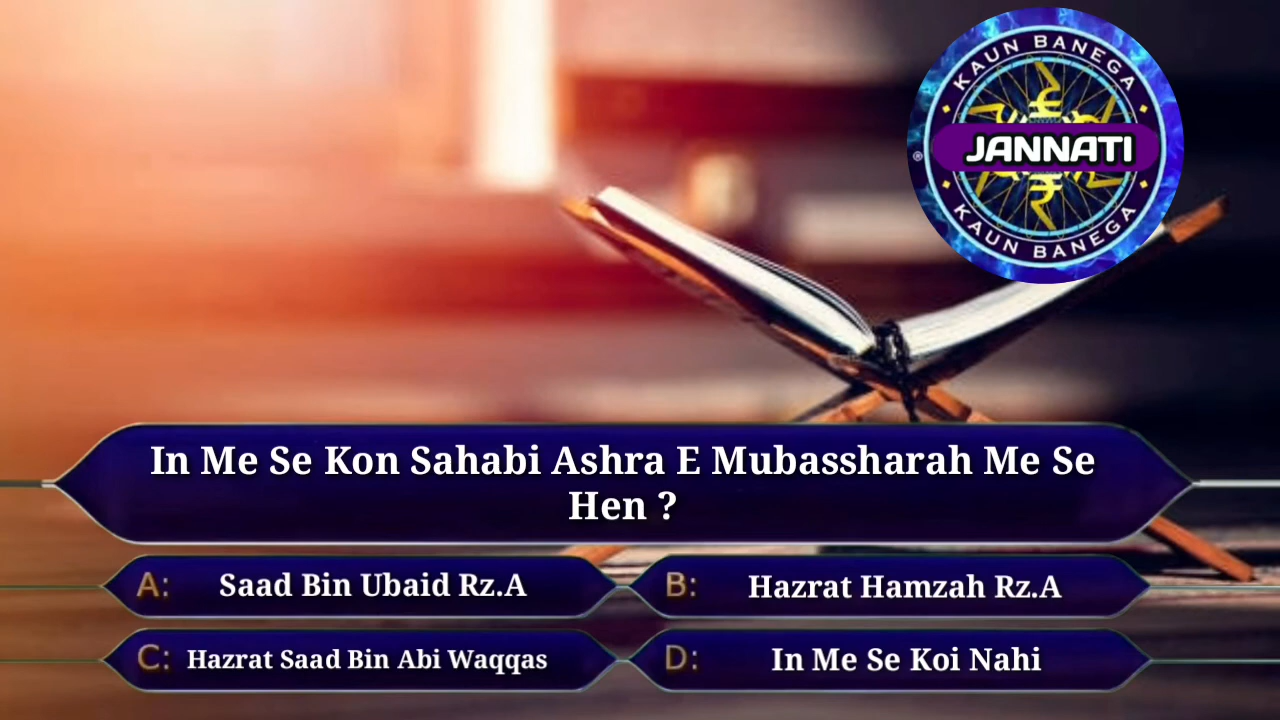 KAUN BANEGA
JANNATI
®
KAUN BANEGA
In Me Se Kon Sahabi Ashra E Mubassharah Me Se
Hen ?
A: Saad Bin Ubaid Rz.A
B: Hazrat Hamzah Rz.A
C: Hazrat Saad Bin Abi Waqqas
D: In Me Se Koi Nahi